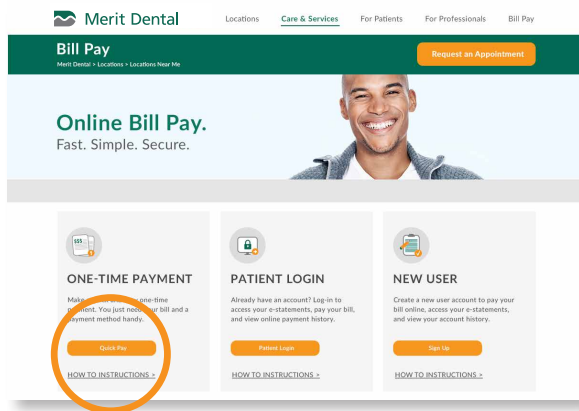 Merit Dental
Locations Care & Services For Patients For Professionals Bill Pay
Bill Pay
Merit Dental > Locations > Locations Near Me
Request an Appointment
Online Bill Pay.
Fast. Simple. Secure.
$$$
ONE-TIME PAYMENT
Make one-time
payment. You just need your bill and a
payment method handy.
Quick Pay
HOW TO INSTRUCTIONS >
PATIENT LOGIN
Already have an account? Log-in to
access your e-statements, pay your bill,
and view online payment history.
Patient Login
HOW TO INSTRUCTIONS >
NEW USER
Create a new user account to pay your
bill online, access your e-statements,
and view your account history.
Sign Up
HOW TO INSTRUCTIONS >